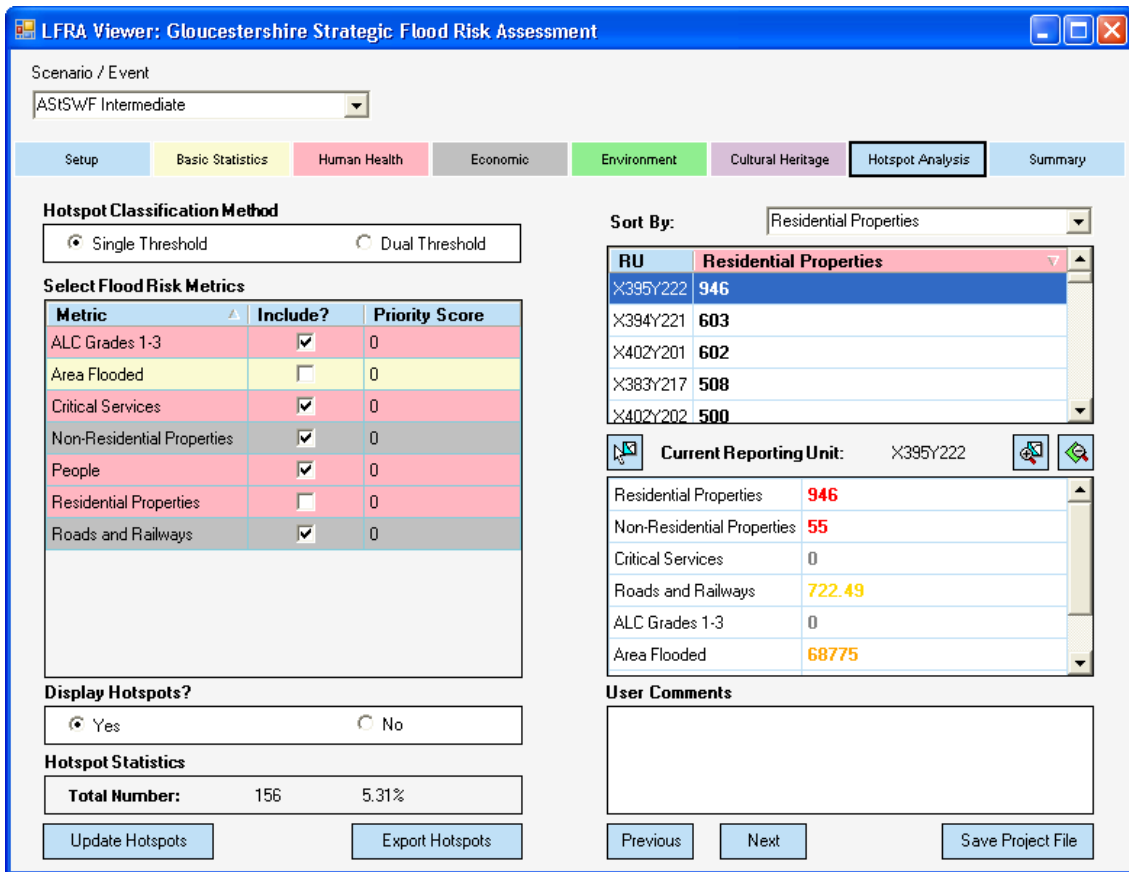 LFRA Viewer: Gloucestershire Strategic Flood Risk Assessment
Scenario / Event
AStSWF Intermediate
Setup Basic Statistics Human Health Economic Environment Cultural Heritage Hotspot Analysis Summary
Hotspot Classification Method
Single Threshold Dual Threshold
Select Flood Risk Metrics
Metric Include? Priority Score
ALC Grades 1-3 0
Area Flooded 0
Critical Services 0
Non-Residential Properties 0
People 0
Residential Properties 0
Roads and Railways 0
Display Hotspots?
Yes No
Hotspot Statistics
Total Number: 156 5.31%
Update Hotspots Export Hotspots
Sort By: Residential Properties
RU Residential Properties
X395Y222 946
X394Y221 603
X402Y201 602
X383Y217 508
X402Y202 500
Current Reporting Unit: X395Y222
Residential Properties 946
Non-Residential Properties 55
Critical Services 0
Roads and Railways 722.49
ALC Grades 1-3 0
Area Flooded 68775
User Comments
Previous Next Save Project File